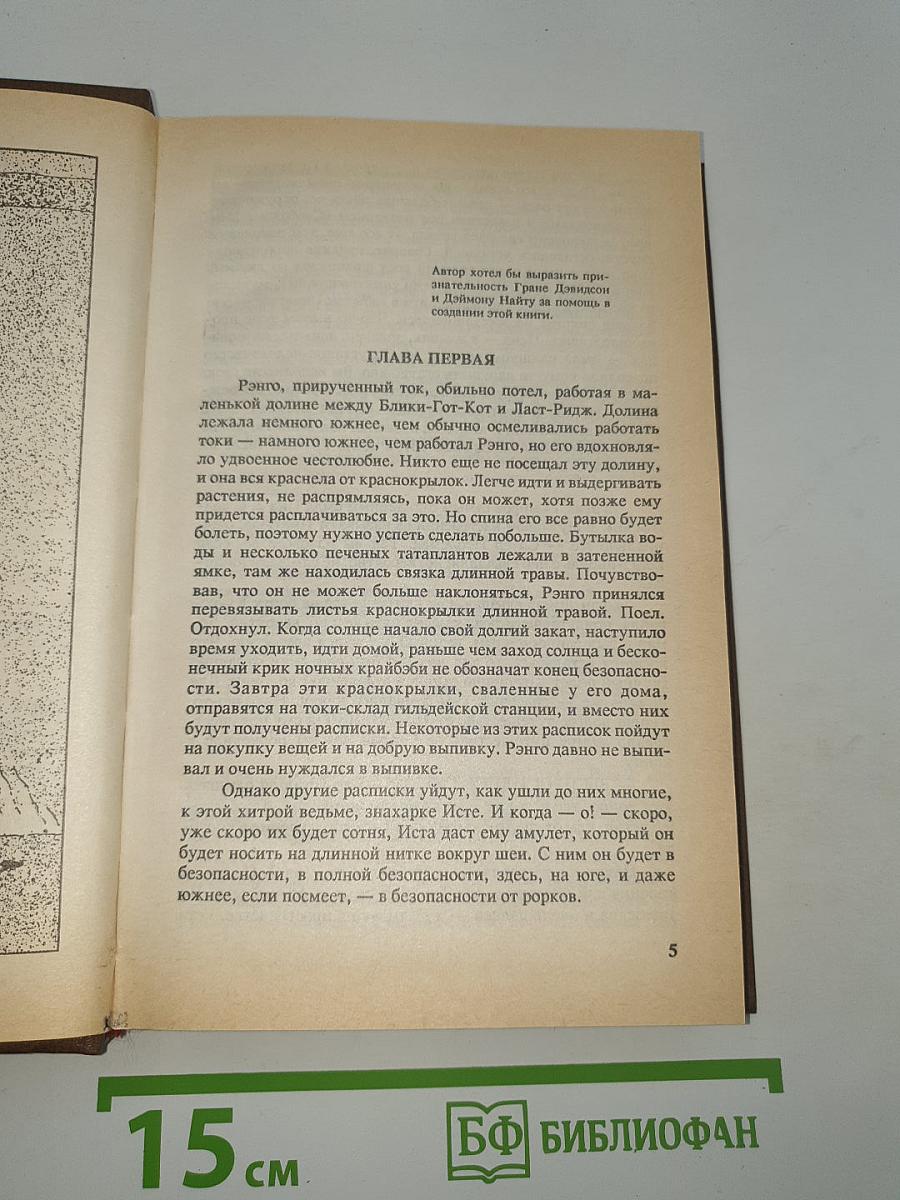 Автор хотел бы выразить при-
знательность Гране Дэвидсон
и Дэймону Найту за помощь в
создании этой книги.
ГЛАВА ПЕРВАЯ
Рэнго, прирученный ток, обильно потел, работая в ма-
ленькой долине между Блики-Гот-Кот и Ласт-Ридж. Долина
лежала немного южнее, чем обычно осмеливались работать
токи — намного южнее, чем работал Рэнго, но его вдохновля-
ло удвоенное честолюбие. Никто еще не посещал эту долину,
и она вся краснела от краснокрылок. Легче идти и выдергивать
растения, не распрямляясь, пока он может, хотя позже ему
придется расплачиваться за это. Но спина его все равно будет
болеть, поэтому нужно успеть сделать побольше. Бутылка во-
ды и несколько печеных татаплантов лежали в затененной
ямке, там же находилась связка длинной травы. Почувство-
вав, что он не может больше наклоняться, Рэнго принялся
перевязывать листья краснокрылки длинной травой. Поел.
Отдохнул. Когда солнце начало свой долгий закат, наступило
время уходить, идти домой, раньше чем заход солнца и беско-
нечный крик ночных крайбэби не обозначат конец безопасно-
сти. Завтра эти краснокрылки, сваленные у его дома,
отправятся на токи-склад гильдейской станции, и вместо них
будут получены расписки. Некоторые из этих расписок пойдут
на покупку вещей и на добрую выпивку. Рэнго давно не выпи-
вал и очень нуждался в выпивке.
Однако другие расписки уйдут, как ушли до них многие,
к этой хитрой ведьме, знахарке Исте. И когда — о! — скоро,
уже скоро их будет сотня, Иста даст ему амулет, который он
будет носить на длинной нитке вокруг шеи. С ним он будет в
безопасности, в полной безопасности, здесь, на юге, и даже
южнее, если посмеет, — в безопасности от рорков.
5
15 см
БФ БИБЛИОФАН